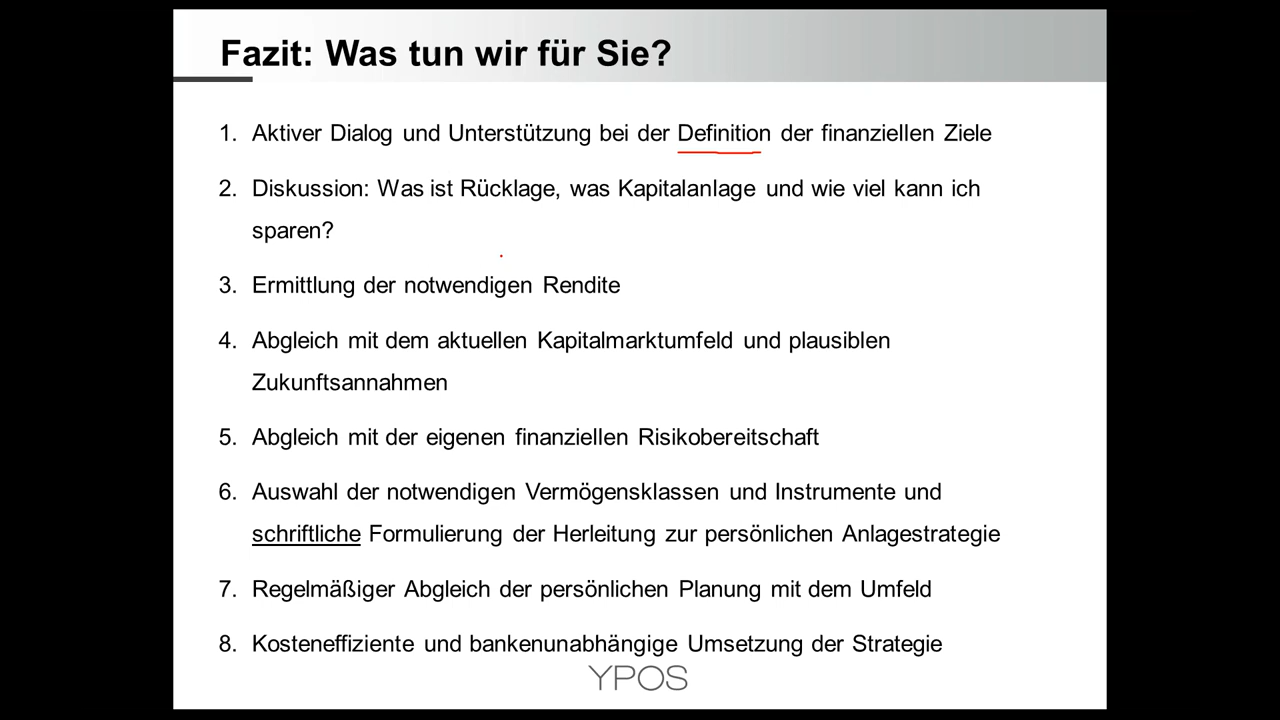 Fazit: Was tun wir für Sie?
1. Aktiver Dialog und Unterstützung bei der Definition der finanziellen Ziele
2. Diskussion: Was ist Rücklage, was Kapitalanlage und wie viel kann ich
sparen?
3. Ermittlung der notwendigen Rendite
4. Abgleich mit dem aktuellen Kapitalmarktumfeld und plausiblen
Zukunftsannahmen
5. Abgleich mit der eigenen finanziellen Risikobereitschaft
6. Auswahl der notwendigen Vermögensklassen und Instrumente und
schriftliche Formulierung der Herleitung zur persönlichen Anlagestrategie
7. Regelmäßiger Abgleich der persönlichen Planung mit dem Umfeld
8. Kosteneffiziente und bankenunabhängige Umsetzung der Strategie
YPOS